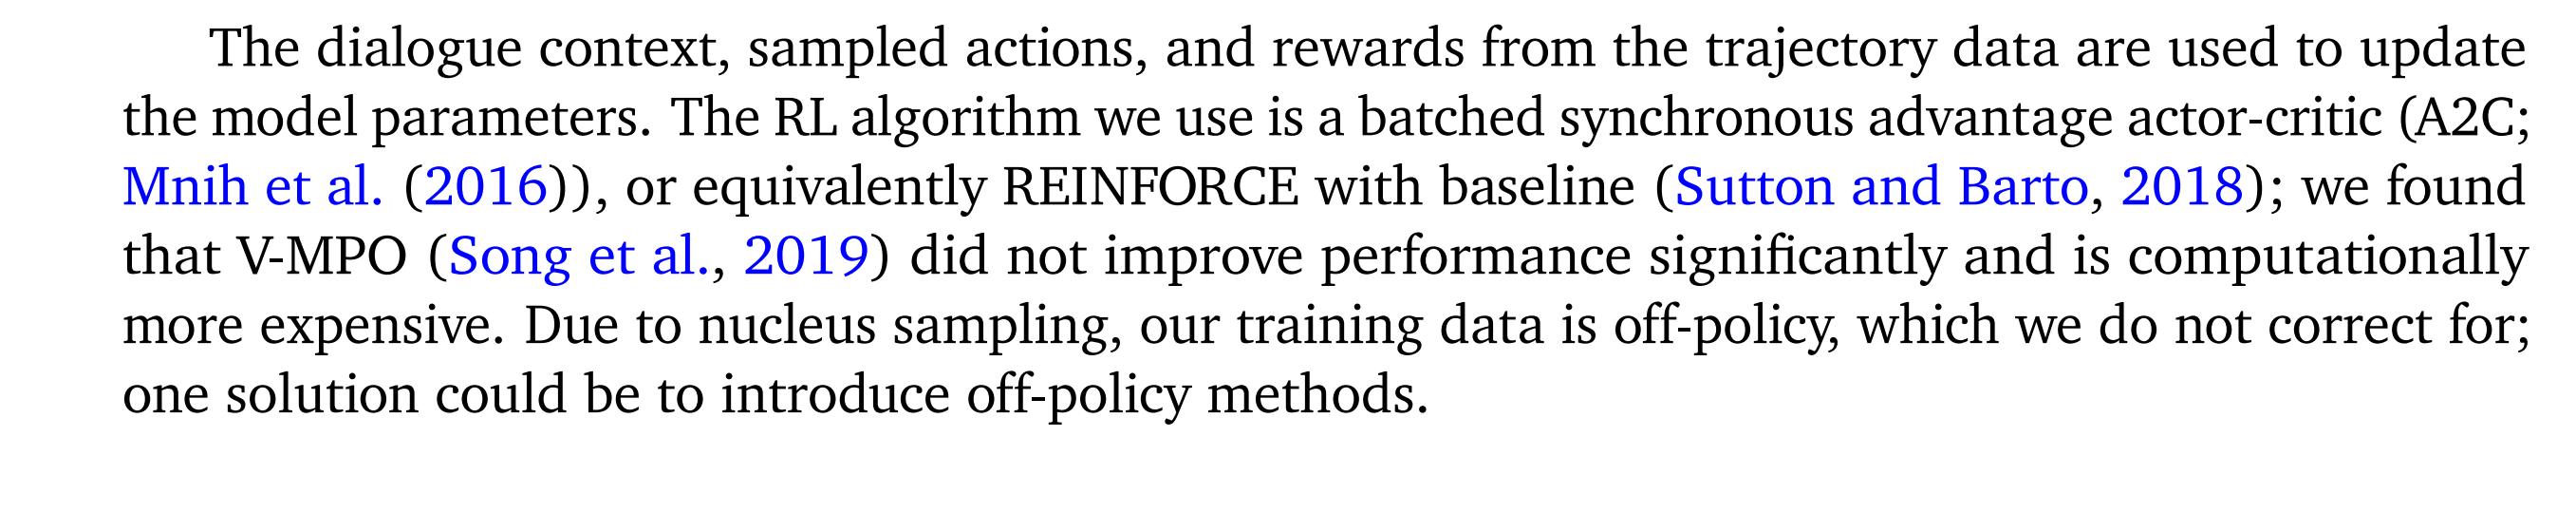 The dialogue context, sampled actions, and rewards from the trajectory data are used to update
the model parameters. The RL algorithm we use is a batched synchronous advantage actor-critic (A2C;
Mnih et al. (2016)), or equivalently REINFORCE with baseline (Sutton and Barto, 2018); we found
that V-MPO (Song et al., 2019) did not improve performance significantly and is computationally
more expensive. Due to nucleus sampling, our training data is off-policy, which we do not correct for;
one solution could be to introduce off-policy methods.